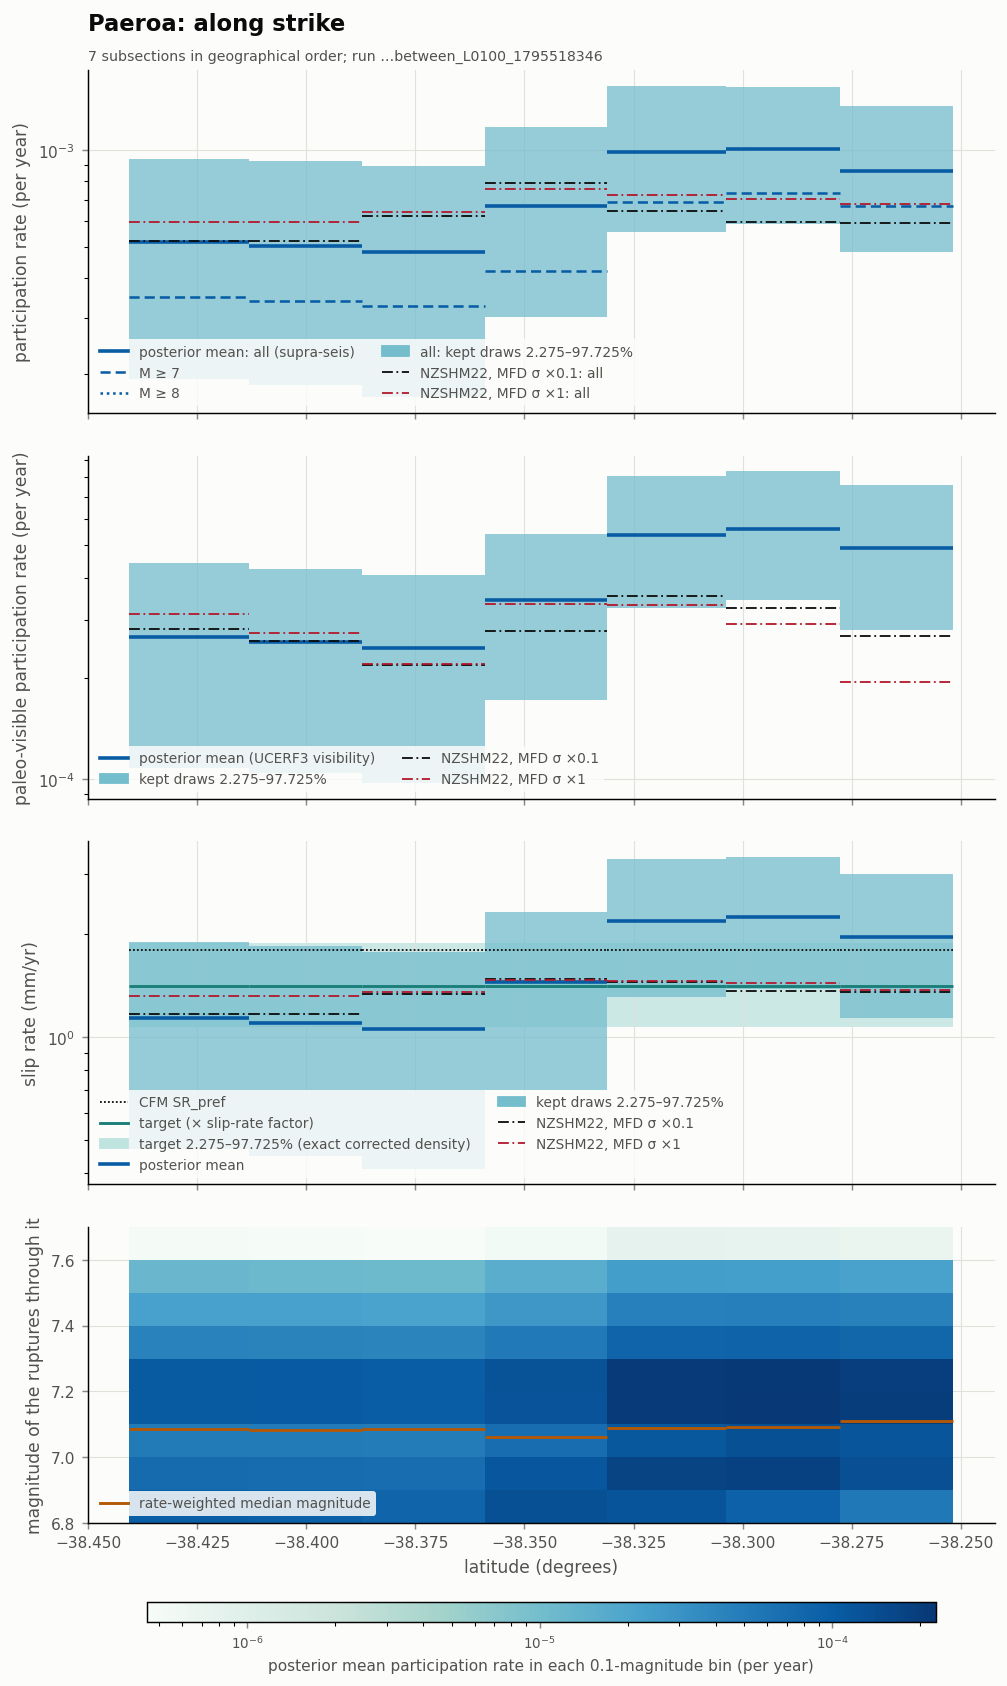 Paeroa: along strike
7 subsections in geographical order; run ...between_L0100_1795518346
participation rate (per year)
10⁻³
posterior mean: all (supra-seis)
M ≥ 7
M ≥ 8
all: kept draws 2.275–97.725%
NZSHM22, MFD σ ×0.1: all
NZSHM22, MFD σ ×1: all
paleo-visible participation rate (per year)
10⁻⁴
posterior mean (UCERF3 visibility)
kept draws 2.275–97.725%
NZSHM22, MFD σ ×0.1
NZSHM22, MFD σ ×1
slip rate (mm/yr)
10⁰
CFM SR_pref
target (× slip-rate factor)
target 2.275–97.725% (exact corrected density)
posterior mean
kept draws 2.275–97.725%
NZSHM22, MFD σ ×0.1
NZSHM22, MFD σ ×1
magnitude of the ruptures through it
7.6
7.4
7.2
7.0
6.8
rate-weighted median magnitude
−38.450 −38.425 −38.400 −38.375 −38.350 −38.325 −38.300 −38.275 −38.250
latitude (degrees)
10⁻⁶ 10⁻⁵ 10⁻⁴
posterior mean participation rate in each 0.1-magnitude bin (per year)